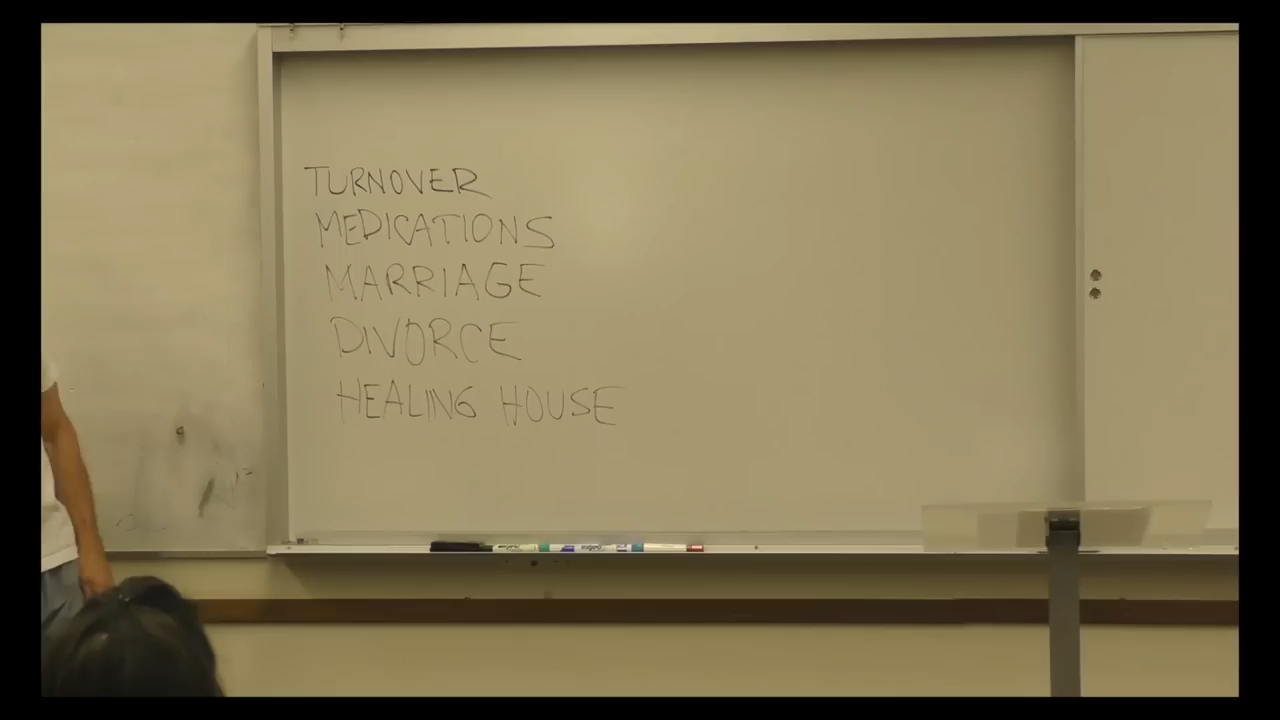 TURNOVER
MEDICATIONS
MARRIAGE
DIVORCE
HEALING HOUSE